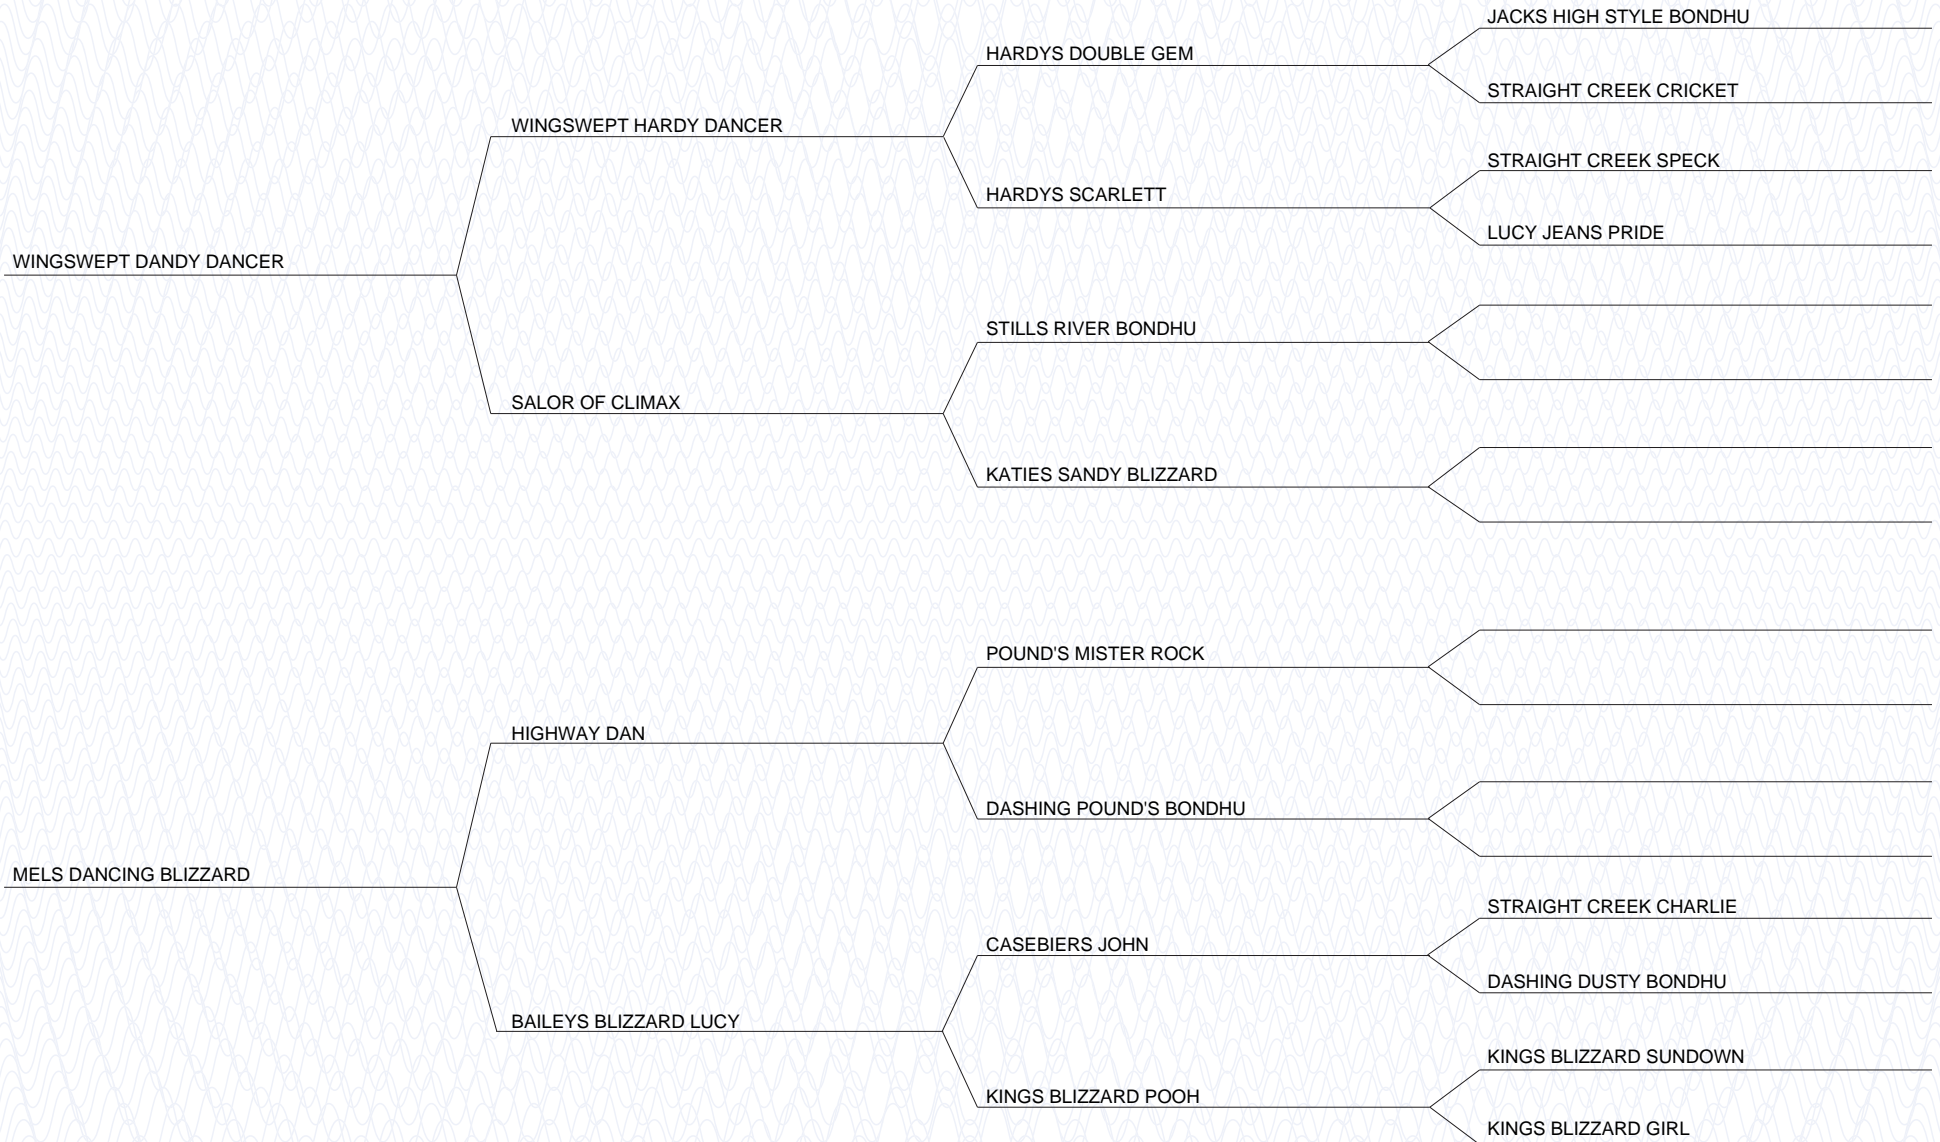 JACKS HIGH STYLE BONDHU
HARDYS DOUBLE GEM
STRAIGHT CREEK CRICKET
WINGSWEPT HARDY DANCER
STRAIGHT CREEK SPECK
HARDYS SCARLETT
LUCY JEANS PRIDE
WINGSWEPT DANDY DANCER
STILLS RIVER BONDHU
SALOR OF CLIMAX
KATIES SANDY BLIZZARD
POUND'S MISTER ROCK
HIGHWAY DAN
DASHING POUND'S BONDHU
MELS DANCING BLIZZARD
STRAIGHT CREEK CHARLIE
CASEBIERS JOHN
DASHING DUSTY BONDHU
BAILEYS BLIZZARD LUCY
KINGS BLIZZARD SUNDOWN
KINGS BLIZZARD POOH
KINGS BLIZZARD GIRL